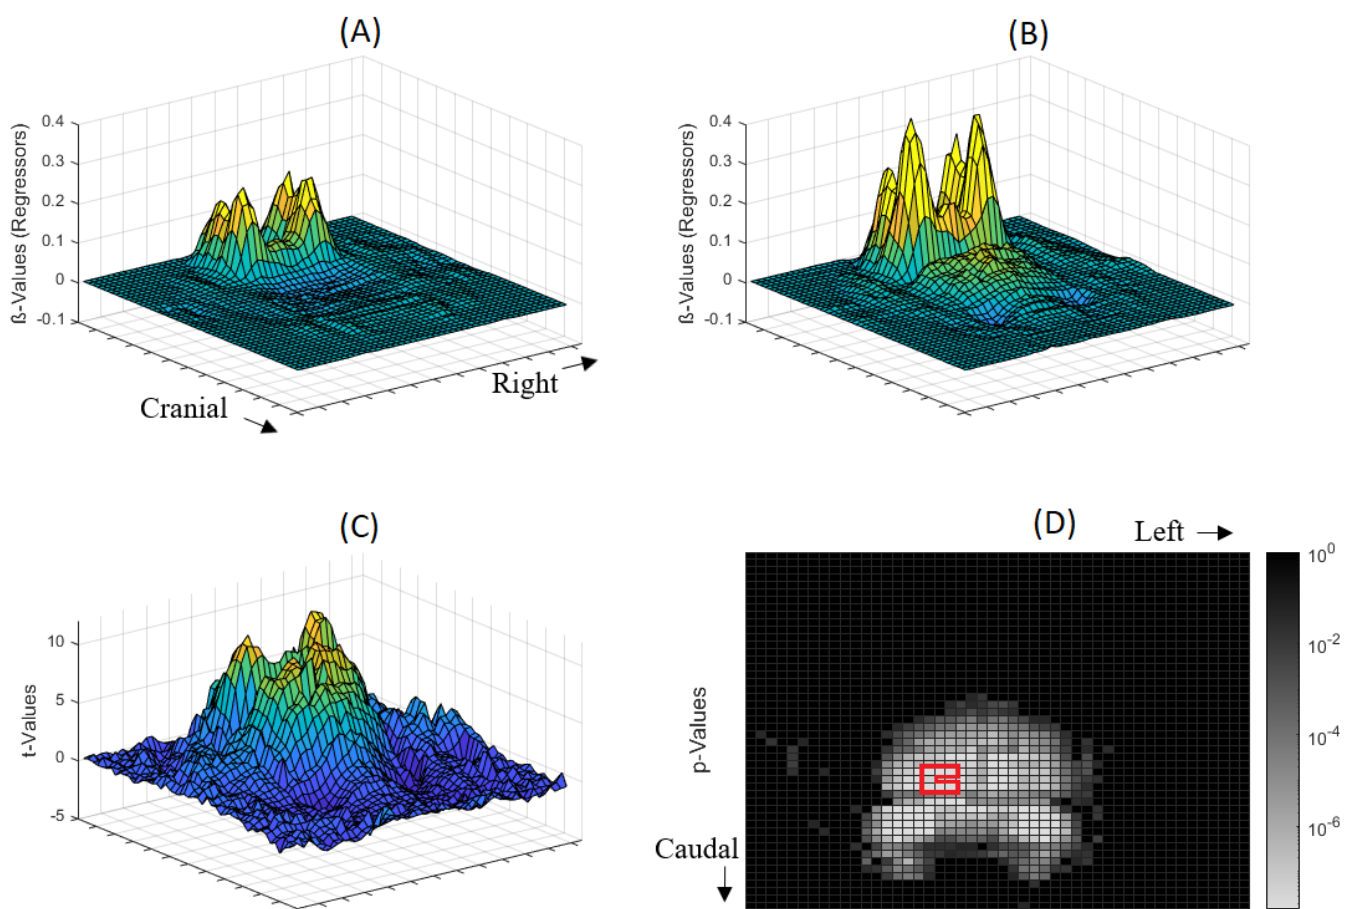 (A)
0.4
0.3
0.2
0.1
0
-0.1
ß-Values (Regressors)
Cranial
Right
(B)
0.4
0.3
0.2
0.1
0
-0.1
ß-Values (Regressors)
(C)
10
5
0
-5
t-Values
(D)
Left
p-Values
Caudal
10^0
10^-2
10^-4
10^-6